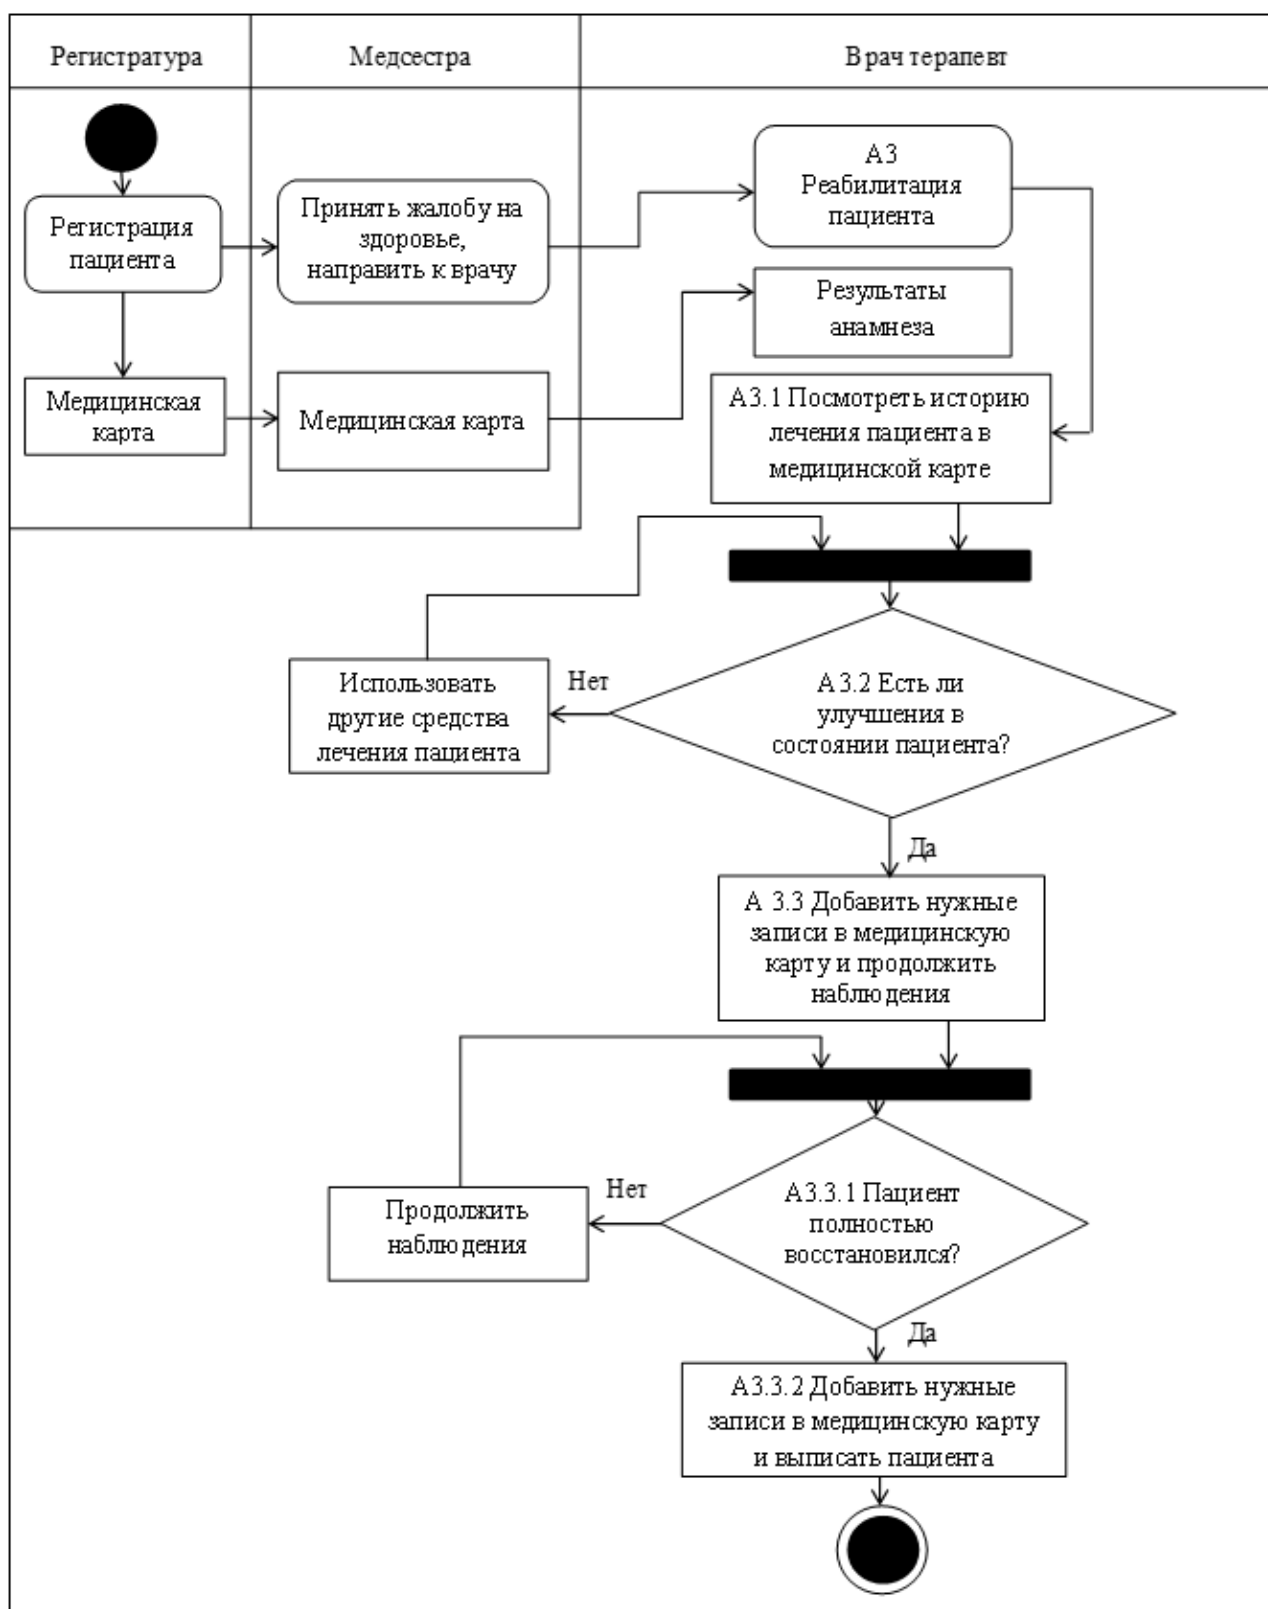 Регистратура
Медсестра
Врач терапевт
Регистрация
пациента
Принять жалобу на
здоровье,
направить к врачу
А3
Реабилитация
пациента
Результаты
анамнеза
Медицинская
карта
Медицинская карта
А3.1 Посмотреть историю
лечения пациента в
медицинской карте
Использовать
другие средства
лечения пациента
Нет
А3.2 Есть ли
улучшения в
состоянии пациента?
Да
А 3.3 Добавить нужные
записи в медицинскую
карту и продолжить
наблюдения
Продолжить
наблюдения
Нет
А3.3.1 Пациент
полностью
восстановился?
Да
А3.3.2 Добавить нужные
записи в медицинскую карту
и выписать пациента